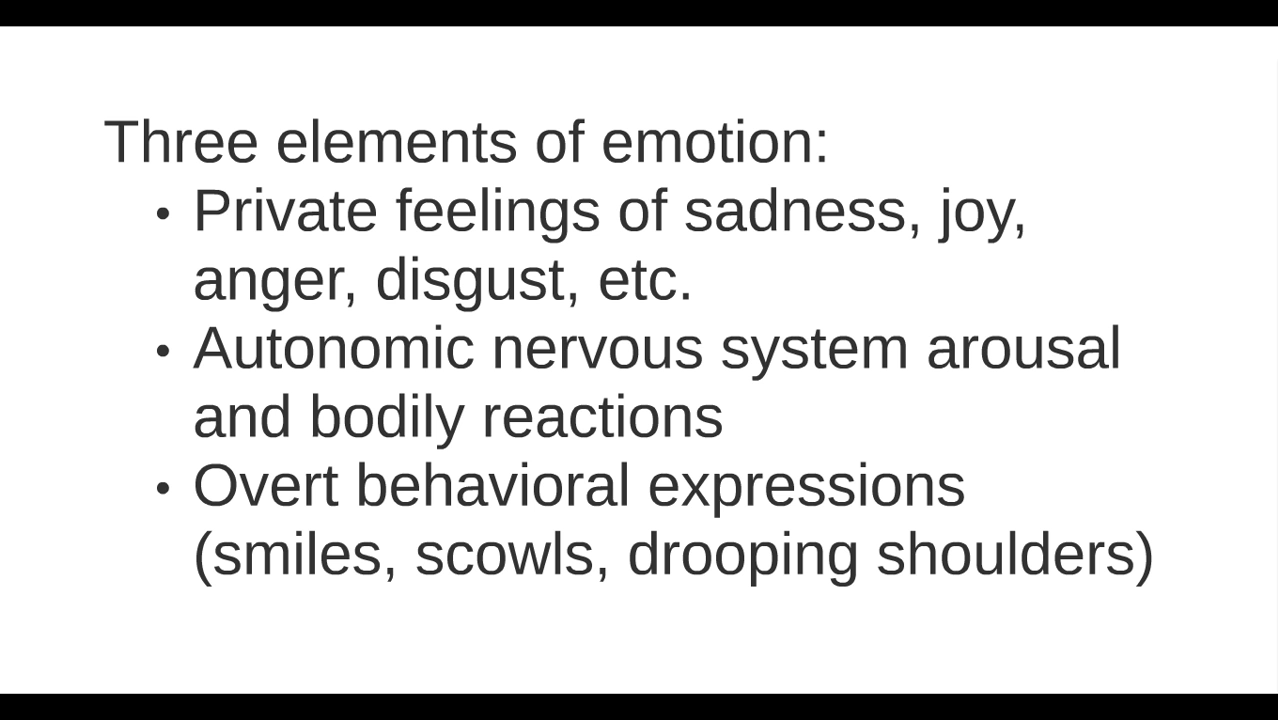 Three elements of emotion:
• Private feelings of sadness, joy,
anger, disgust, etc.
• Autonomic nervous system arousal
and bodily reactions
• Overt behavioral expressions
(smiles, scowls, drooping shoulders)